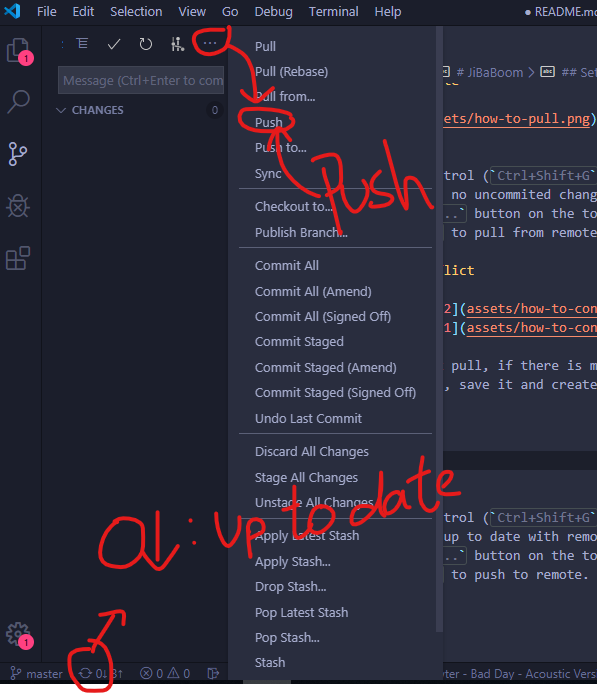 File Edit Selection View Go Debug Terminal Help
● README.m
1
...
Message (Ctrl+Enter to com
CHANGES 0
Pull
Pull (Rebase)
Pull from...
Push
Push to...
Sync
Checkout to...
Publish Branch...
Commit All
Commit All (Amend)
Commit All (Signed Off)
Commit Staged
Commit Staged (Amend)
Commit Staged (Signed Off)
Undo Last Commit
Discard All Changes
Stage All Changes
Unstage All Changes
Apply Latest Stash
Apply Stash...
Drop Stash...
Pop Latest Stash
Pop Stash...
Stash
Push
0↓: up to date
# JiBaBoom > ## Set
ets/how-to-pull.png)
trol (`Ctrl+Shift+G`
no uncommited chang
..` button on the to
to pull from remote
lict
2](assets/how-to-con
1](assets/how-to-con
pull, if there is m
, save it and create
trol (`Ctrl+Shift+G`
up to date with remo
..` button on the to
to push to remote.
1
master 0↓ 3↑ 0 0
ter - Bad Day - Acoustic Vers